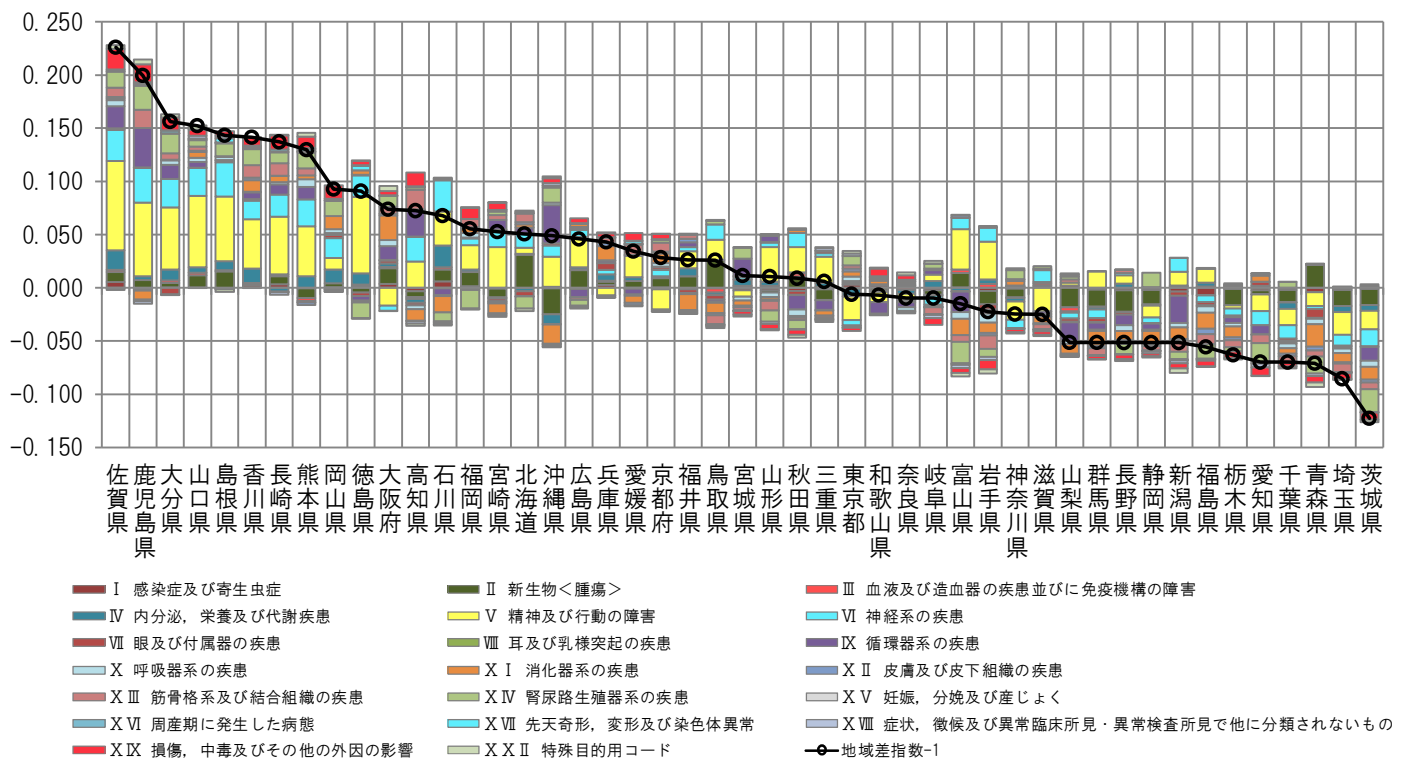 0.250
0.200
0.150
0.100
0.050
0.000
-0.050
-0.100
-0.150
佐賀県
鹿児島県
大分県
山口県
島根県
香川県
長崎県
熊本県
岡山県
徳島県
大阪府
高知県
石川県
福岡県
宮崎県
北海道
沖縄県
広島県
兵庫県
愛媛県
京都府
福井県
鳥取県
宮城県
山形県
秋田県
三重県
東京都
和歌山県
奈良県
岐阜県
富山県
岩手県
神奈川県
滋賀県
山梨県
群馬県
長野県
静岡県
新潟県
福島県
栃木県
愛知県
千葉県
青森県
埼玉県
茨城県
Ⅰ 感染症及び寄生虫症
Ⅱ 新生物<腫瘍>
Ⅲ 血液及び造血器の疾患並びに免疫機構の障害
Ⅳ 内分泌，栄養及び代謝疾患
Ⅴ 精神及び行動の障害
Ⅵ 神経系の疾患
Ⅶ 眼及び付属器の疾患
Ⅷ 耳及び乳様突起の疾患
Ⅸ 循環器系の疾患
Ⅹ 呼吸器系の疾患
ⅩⅠ 消化器系の疾患
ⅩⅡ 皮膚及び皮下組織の疾患
ⅩⅢ 筋骨格系及び結合組織の疾患
ⅩⅣ 腎尿路生殖器系の疾患
ⅩⅤ 妊娠，分娩及び産じょく
ⅩⅥ 周産期に発生した病態
ⅩⅦ 先天奇形，変形及び染色体異常
ⅩⅧ 症状，徴候及び異常臨床所見・異常検査所見で他に分類されないもの
ⅩⅨ 損傷，中毒及びその他の外因の影響
ⅩⅩⅡ 特殊目的用コード
地域差指数-1